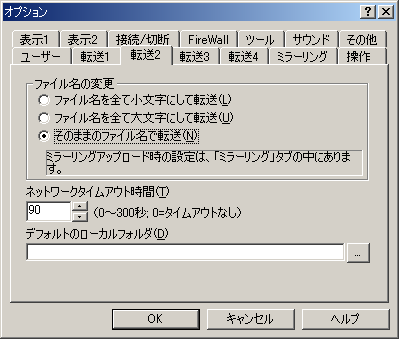 オプション
表示1 表示2 接続/切断 FireWall ツール サウンド その他
ユーザー 転送1 転送2 転送3 転送4 ミラーリング 操作
ファイル名の変更
ファイル名を全て小文字にして転送(L)
ファイル名を全て大文字にして転送(U)
そのままのファイル名で転送(N)
ミラーリングアップロード時の設定は、「ミラーリング」タブの中にありま
す。
ネットワークタイムアウト時間(T)
90 (0～300秒; 0=タイムアウトなし)
デフォルトのローカルフォルダ(D)
...
OK キャンセル ヘルプ